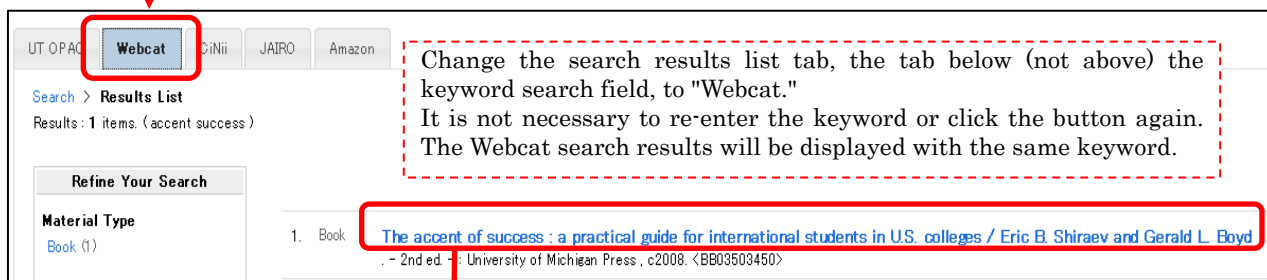 UT OPAC Webcat CiNii JAIRO Amazon
Change the search results list tab, the tab below (not above) the
keyword search field, to "Webcat."
It is not necessary to re-enter the keyword or click the button again.
The Webcat search results will be displayed with the same keyword.
Search > Results List
Results : 1 items. ( accent success )
Refine Your Search
Material Type
Book (1)
1. Book The accent of success : a practical guide for international students in U.S. colleges / Eric B. Shiraev and Gerald L. Boyd
. - 2nd ed. - : University of Michigan Press , c2008. <BB03503450>